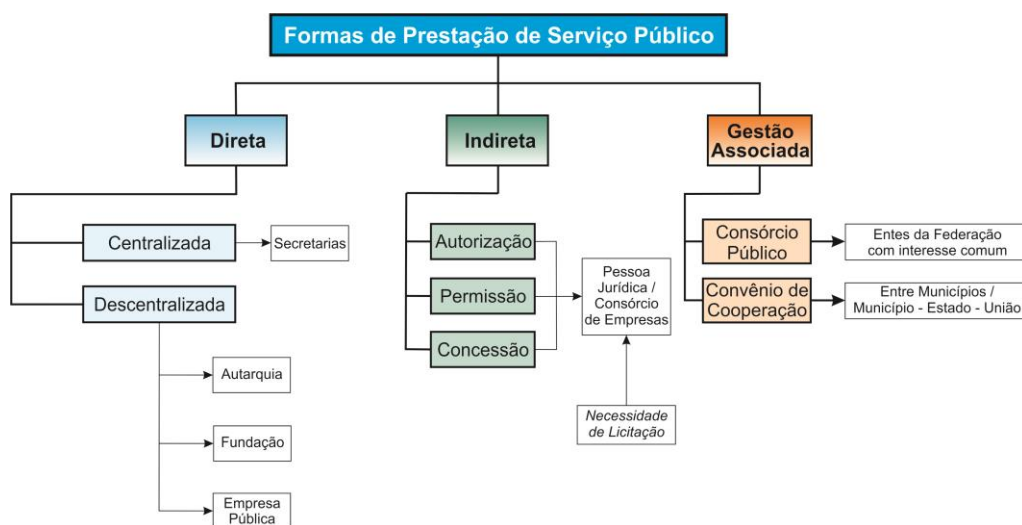 Formas de Prestação de Serviço Público
Direta
Centralizada
Secretarias
Descentralizada
Autarquia
Fundação
Empresa
Pública
Indireta
Autorização
Permissão
Concessão
Pessoa
Jurídica /
Consórcio
de Empresas
Necessidade
de Licitação
Gestão
Associada
Consórcio
Público
Entes da Federação
com interesse comum
Convênio de
Cooperação
Entre Municípios /
Município - Estado - União